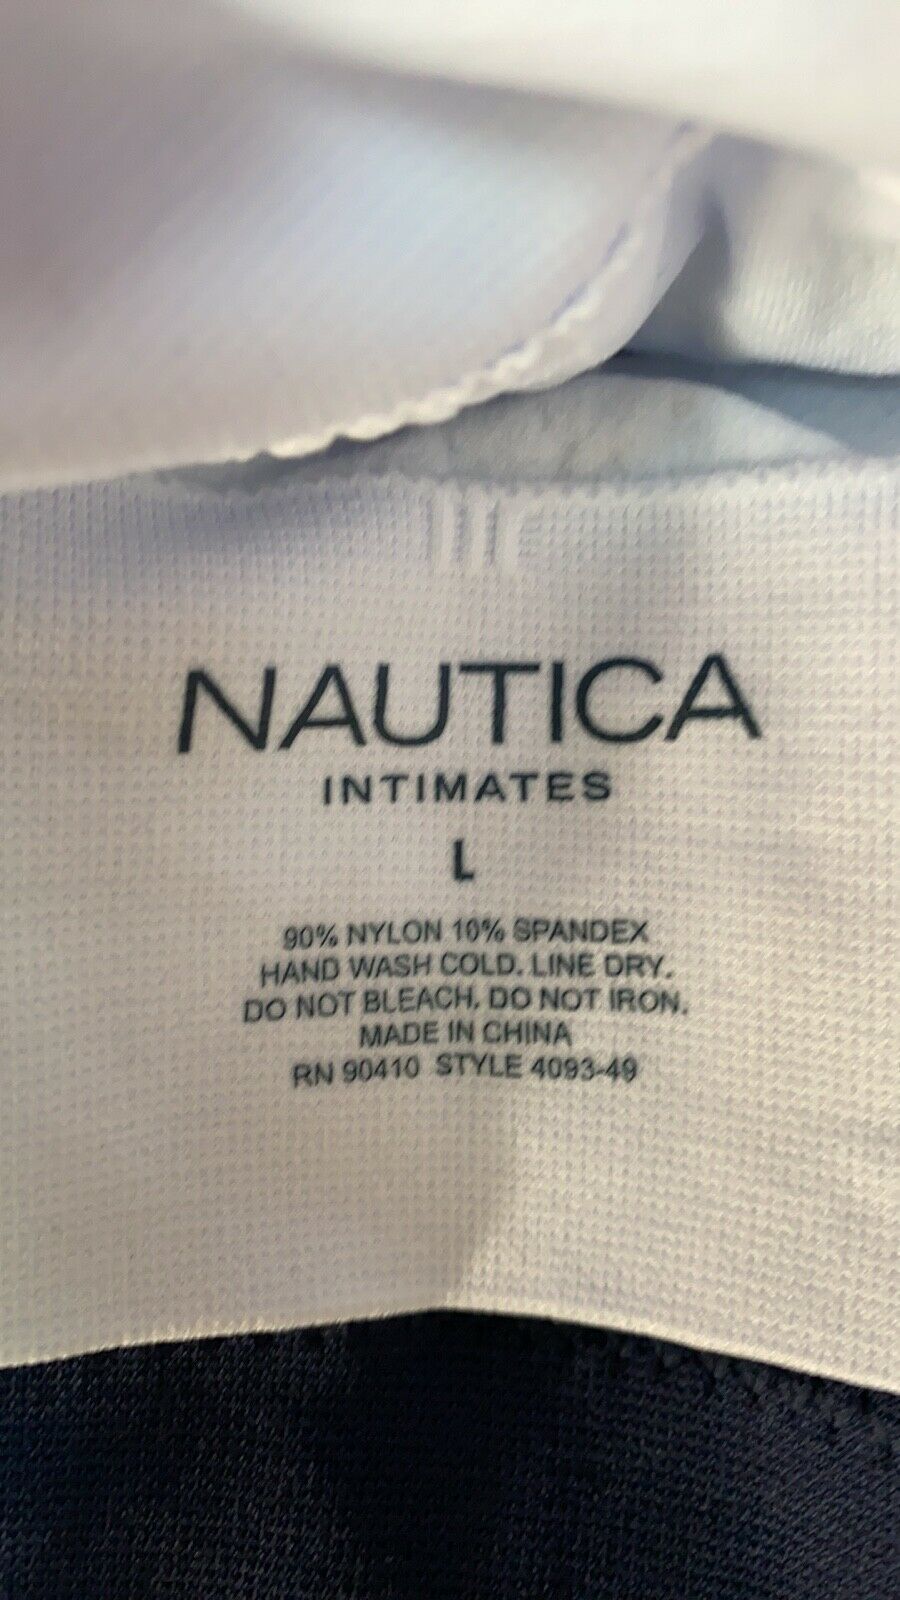 NAUTICA
INTIMATES
L
90% NYLON 10% SPANDEX
HAND WASH COLD. LINE DRY.
DO NOT BLEACH. DO NOT IRON.
MADE IN CHINA
RN 90410 STYLE 4093-49